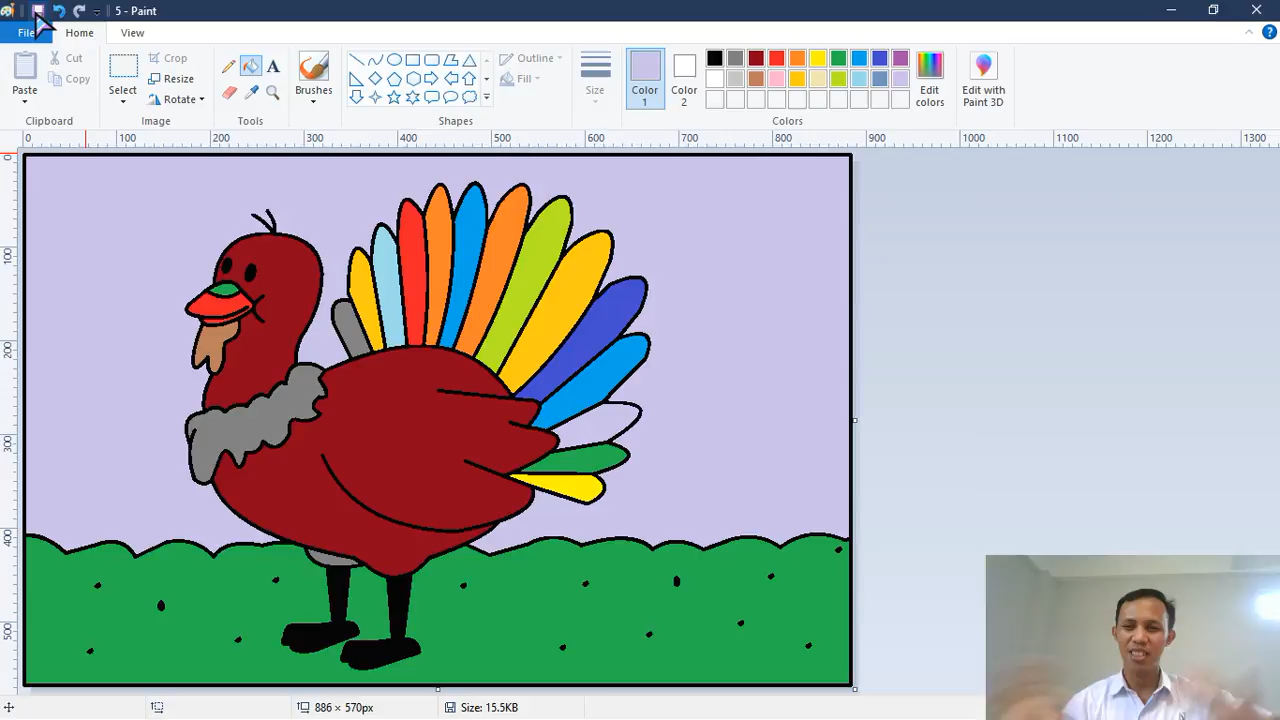 5 - Paint
File Home View
Paste
Cut
Copy
Clipboard
Select
Crop
Resize
Rotate
Image
A
Tools
Brushes
Outline
Fill
Shapes
Size
Color
1
Color
2
Edit
colors
Colors
Edit with
Paint 3D
0 100 200 300 400 500 600 700 800 900 1000 1100 1200 1300
0
100
200
300
400
500
886 × 570px
Size: 15.5KB